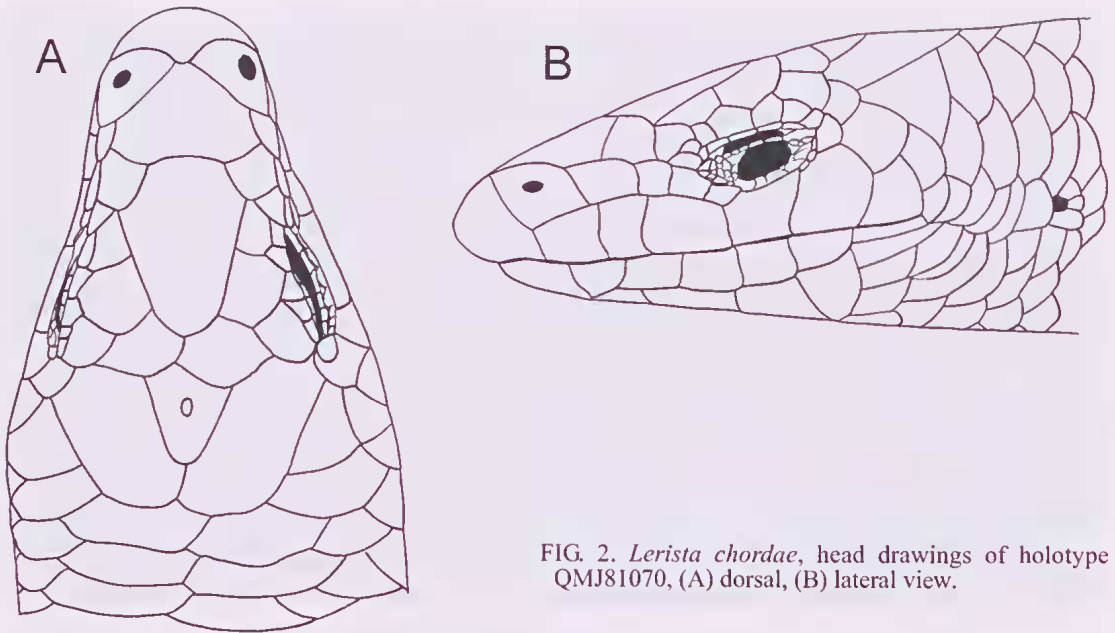 A
B
FIG. 2. Lerista chordae, head drawings of holotype
QMJ81070, (A) dorsal, (B) lateral view.